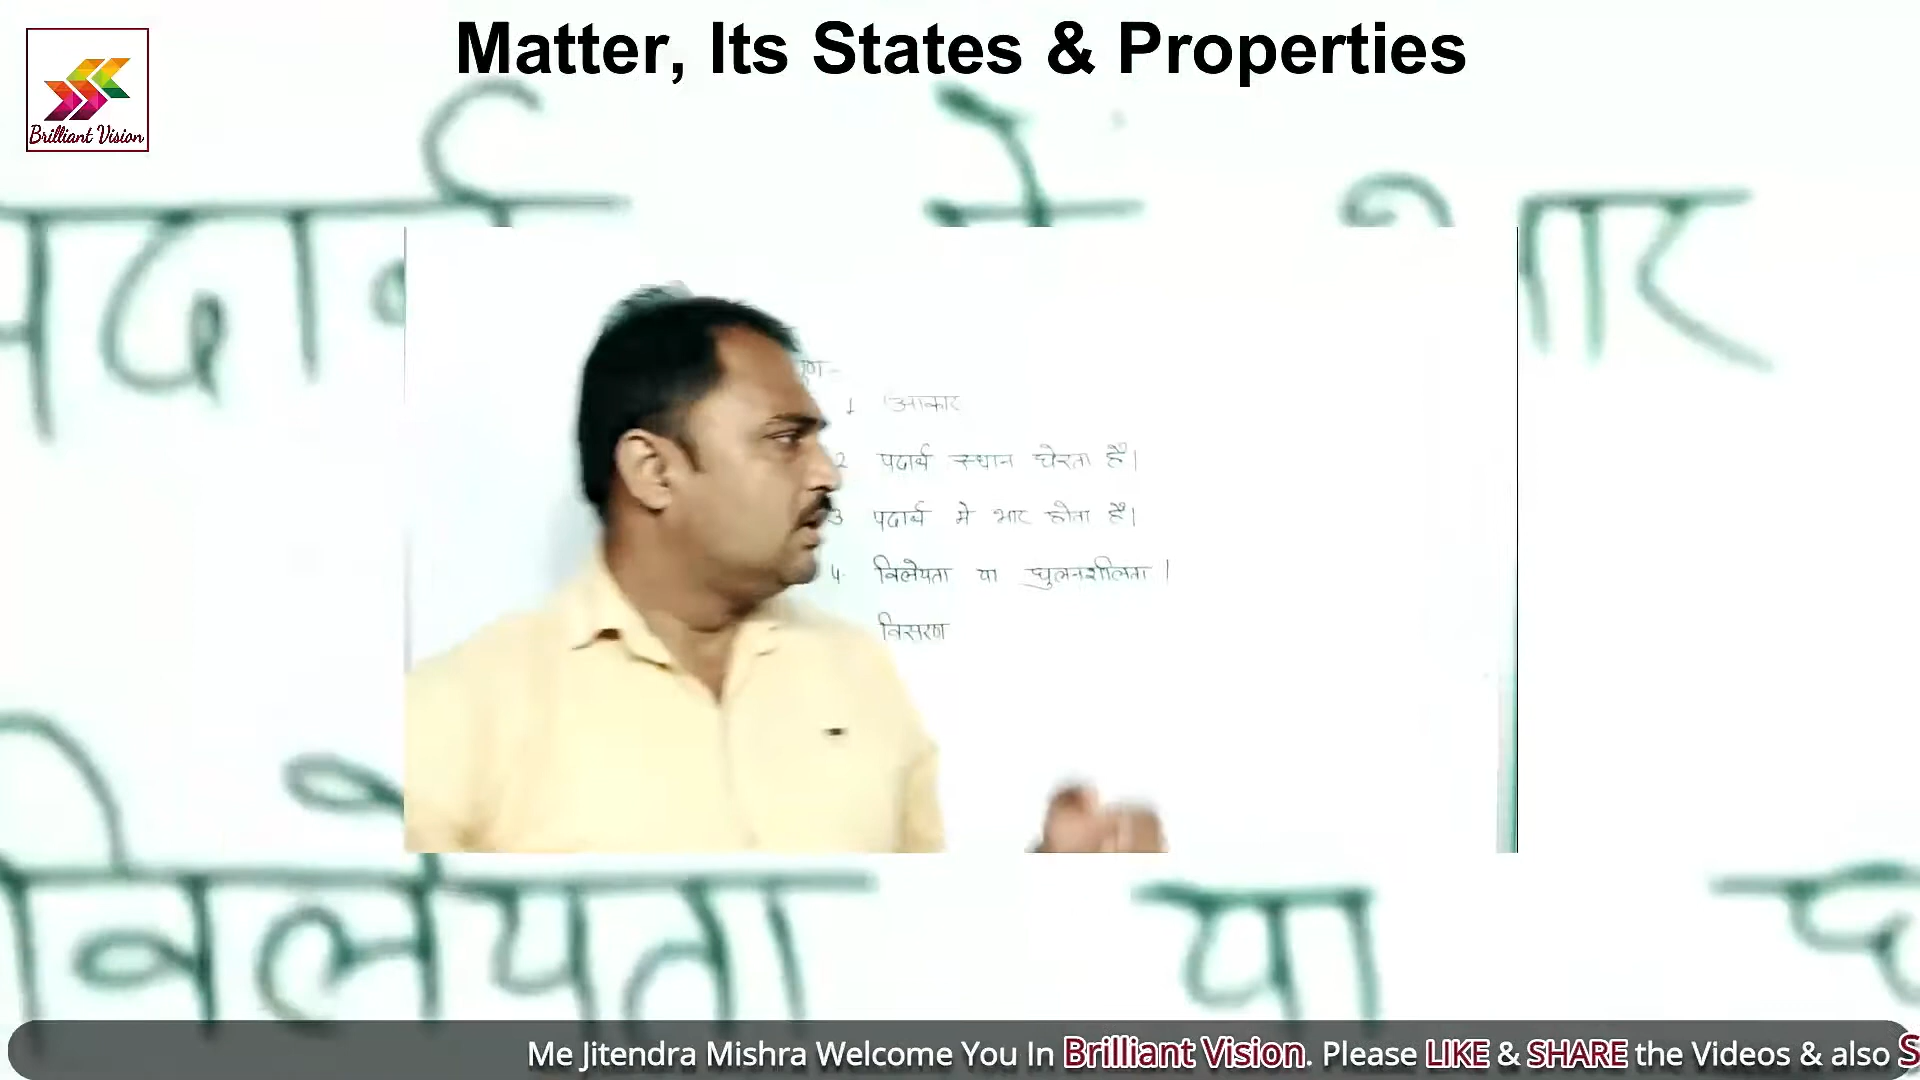 Matter, Its States & Properties
Brilliant Vision
में
1 आकार
2 पदार्थ स्थान घेरता है।
3 पदार्थ मे भार होता है।
4. विलेयता या घुलनशीलता।
विसरण
विलेयता या
Me Jitendra Mishra Welcome You In Brilliant Vision. Please LIKE & SHARE the Videos & also S